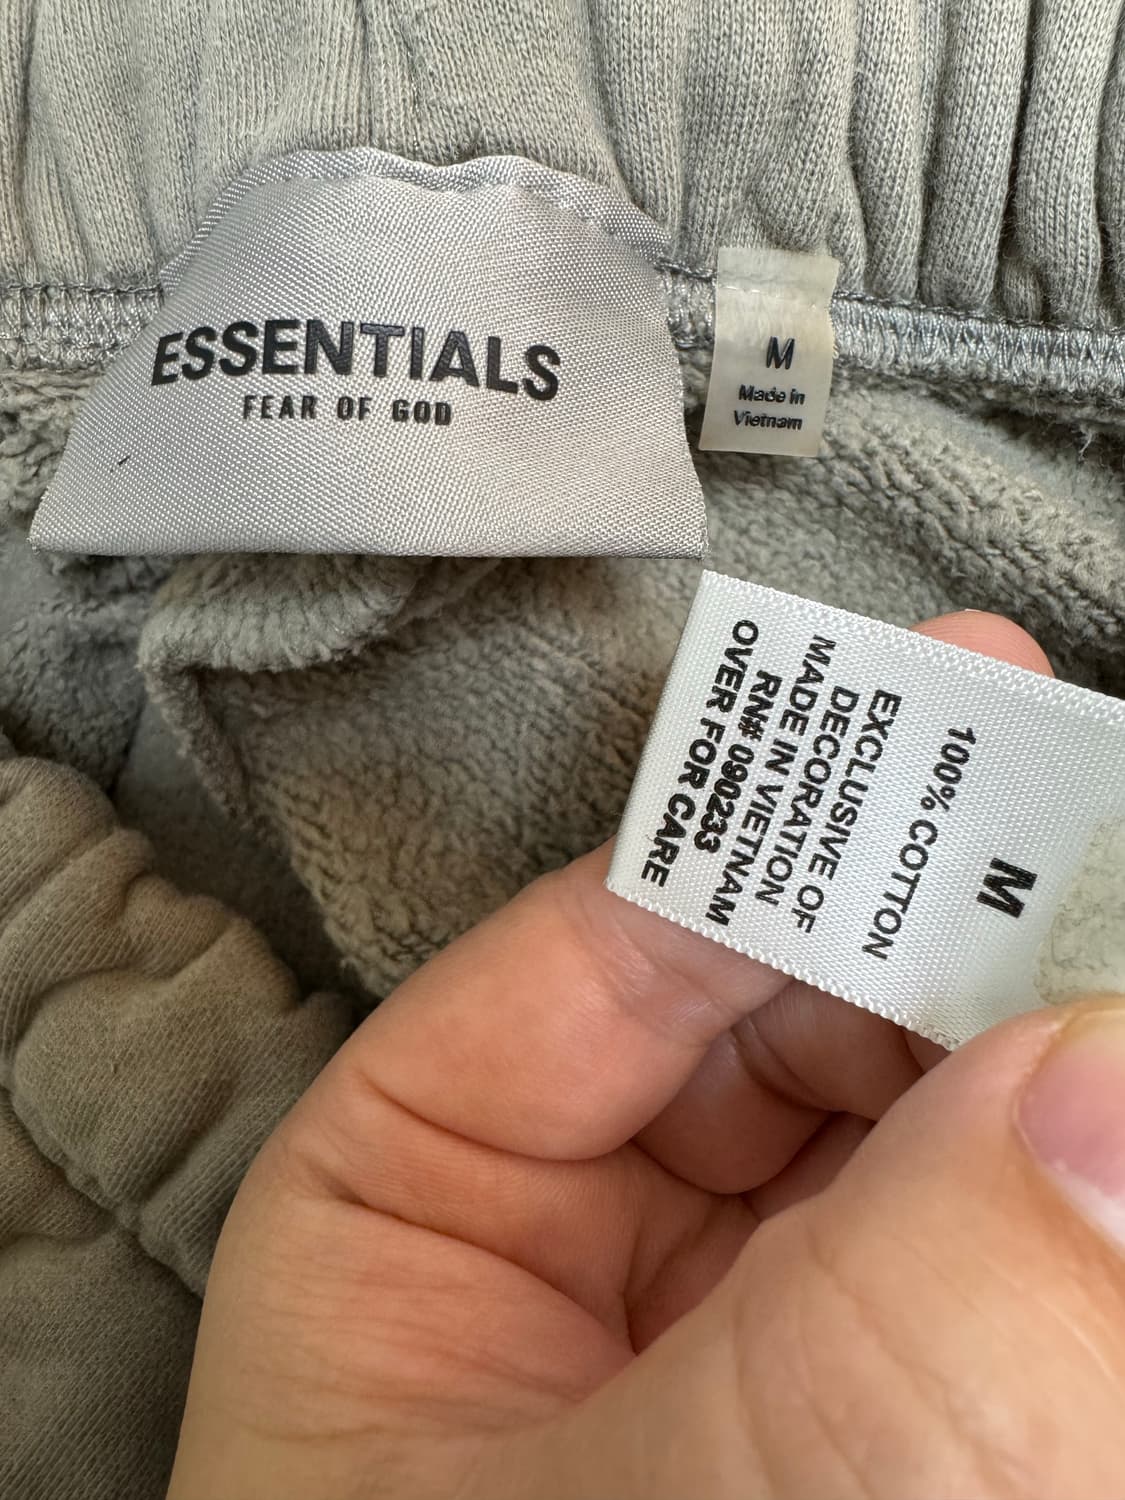 ESSENTIALS
FEAR OF GOD
M
Made in
Vietnam
M
100% COTTON
EXCLUSIVE OF
DECORATION
MADE IN VIETNAM
RN# 090233
OVER FOR CARE